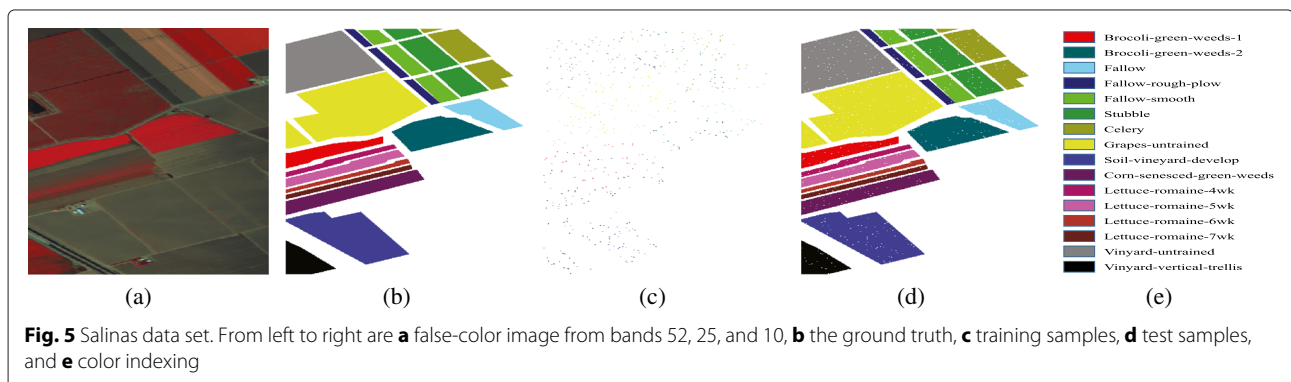 Brocoli-green-weeds-1
Brocoli-green-weeds-2
Fallow
Fallow-rough-plow
Fallow-smooth
Stubble
Celery
Grapes-untrained
Soil-vineyard-develop
Corn-senesced-green-weeds
Lettuce-romaine-4wk
Lettuce-romaine-5wk
Lettuce-romaine-6wk
Lettuce-romaine-7wk
Vinyard-untrained
Vinyard-vertical-trellis
(a) (b) (c) (d) (e)
Fig. 5 Salinas data set. From left to right are a false-color image from bands 52, 25, and 10, b the ground truth, c training samples, d test samples,
and e color indexing